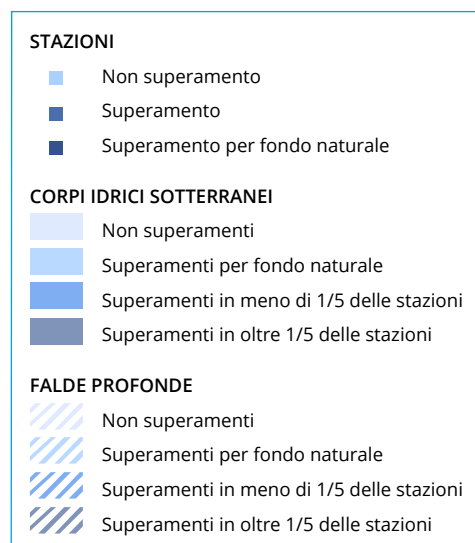 STAZIONI
Non superamento
Superamento
Superamento per fondo naturale
CORPI IDRICI SOTTERRANEI
Non superamenti
Superamenti per fondo naturale
Superamenti in meno di 1/5 delle stazioni
Superamenti in oltre 1/5 delle stazioni
FALDE PROFONDE
Non superamenti
Superamenti per fondo naturale
Superamenti in meno di 1/5 delle stazioni
Superamenti in oltre 1/5 delle stazioni